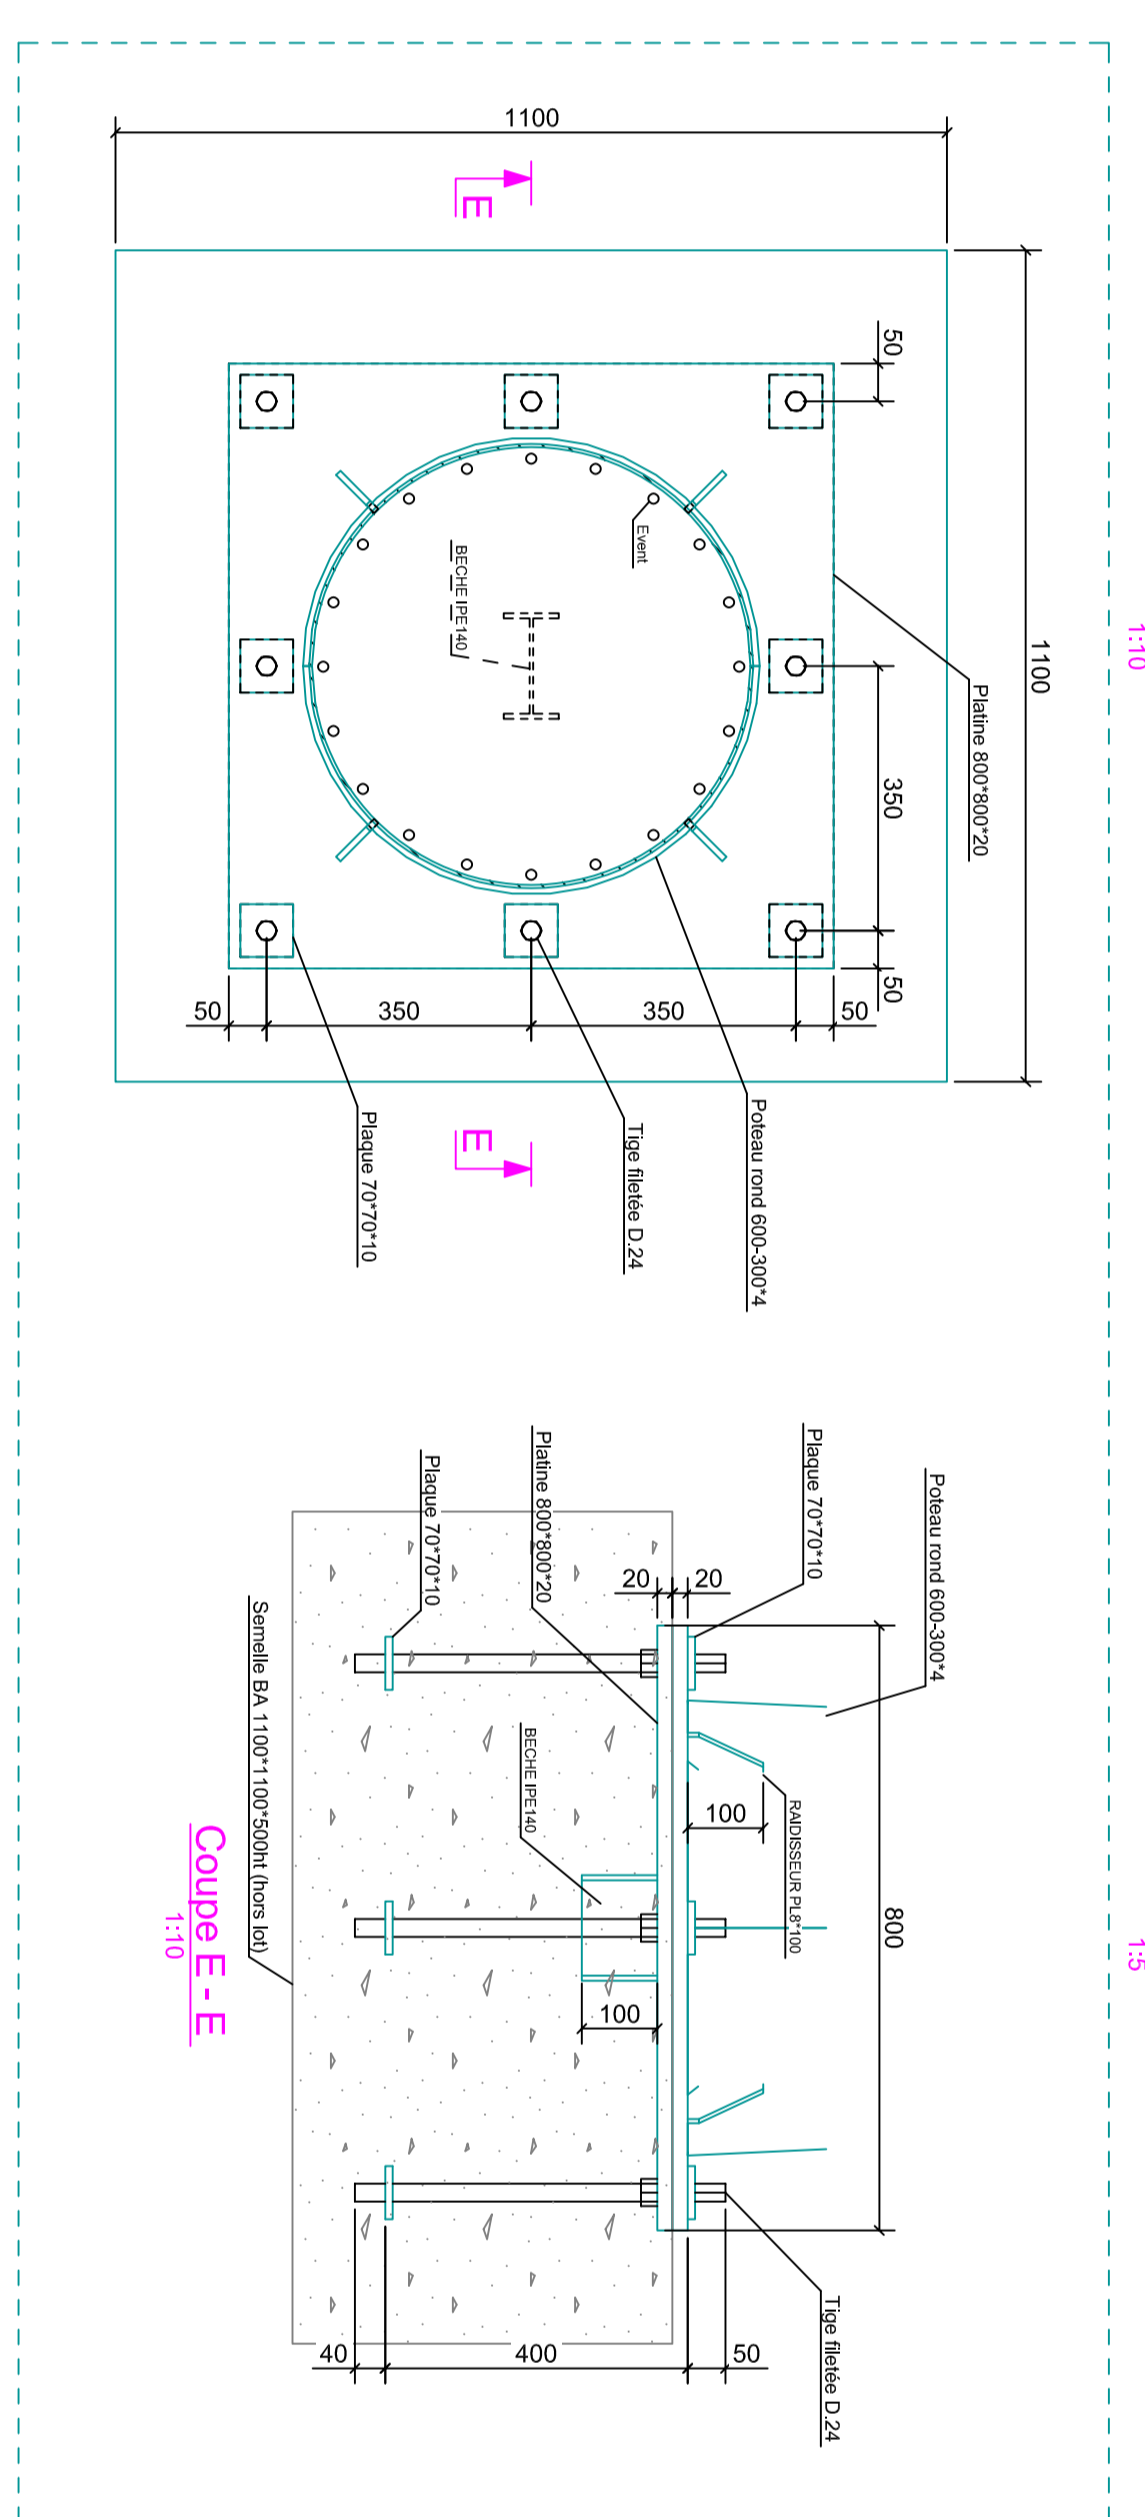 1:10
1100
1100
E
50
Event
BECHE IPE140
Platine 800*800*20
350
50
50
350
350
50
E
Plaque 70*70*10
Tige filetée D.24
Poteau rond 600-300*4
1:5
Poteau rond 600-300*4
Plaque 70*70*10
Platine 800*800*20
Plaque 70*70*10
20
20
Semelle BA 1100*1100*500ht (hors lot)
BECHE IPE140
RAIDISSEUR PL8*100
100
100
800
Tige filetée D.24
40
400
50
Coupe E - E
1:10